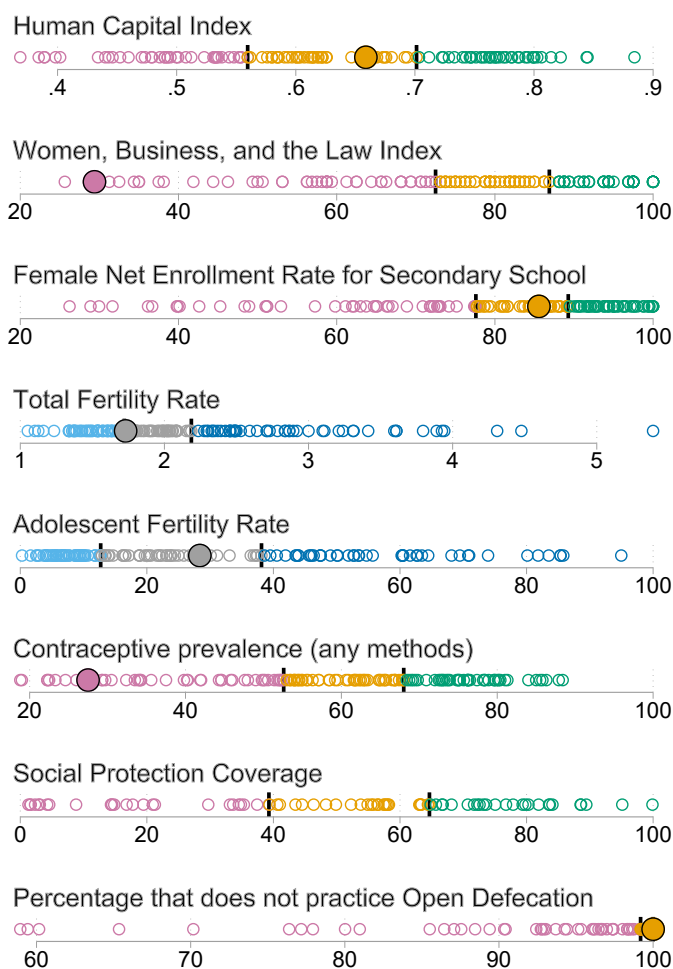 Human Capital Index
.4 .5 .6 .7 .8 .9
Women, Business, and the Law Index
20 40 60 80 100
Female Net Enrollment Rate for Secondary School
20 40 60 80 100
Total Fertility Rate
1 2 3 4 5
Adolescent Fertility Rate
0 20 40 60 80 100
Contraceptive prevalence (any methods)
20 40 60 80 100
Social Protection Coverage
0 20 40 60 80 100
Percentage that does not practice Open Defecation
60 70 80 90 100